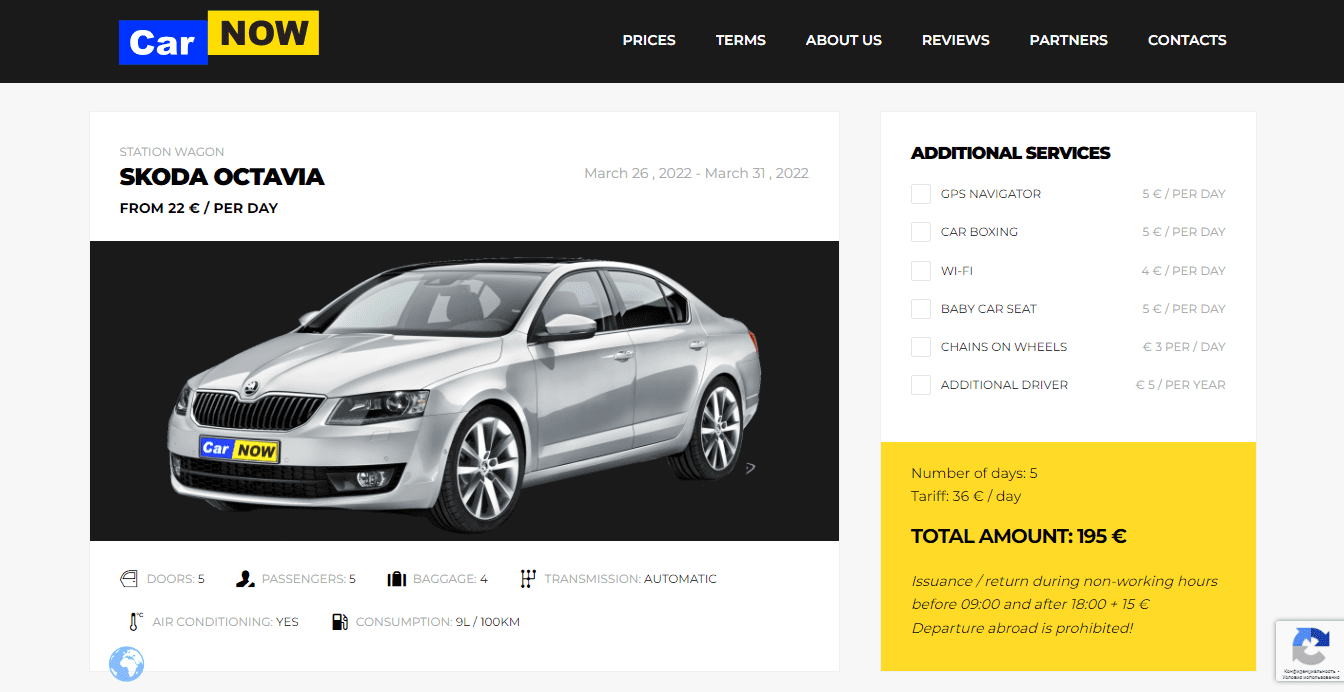 Car NOW
PRICES TERMS ABOUT US REVIEWS PARTNERS CONTACTS
STATION WAGON
SKODA OCTAVIA
March 26 , 2022 - March 31 , 2022
FROM 22 € / PER DAY
Car NOW
DOORS: 5 PASSENGERS: 5 BAGGAGE: 4 TRANSMISSION: AUTOMATIC
°C AIR CONDITIONING: YES CONSUMPTION: 9L / 100KM
ADDITIONAL SERVICES
GPS NAVIGATOR 5 € / PER DAY
CAR BOXING 5 € / PER DAY
WI-FI 4 € / PER DAY
BABY CAR SEAT 5 € / PER DAY
CHAINS ON WHEELS € 3 PER / DAY
ADDITIONAL DRIVER € 5 / PER YEAR
Number of days: 5
Tariff: 36 € / day
TOTAL AMOUNT: 195 €
Issuance / return during non-working hours
before 09:00 and after 18:00 + 15 €
Departure abroad is prohibited!
Конфиденциальность -
Условия использования